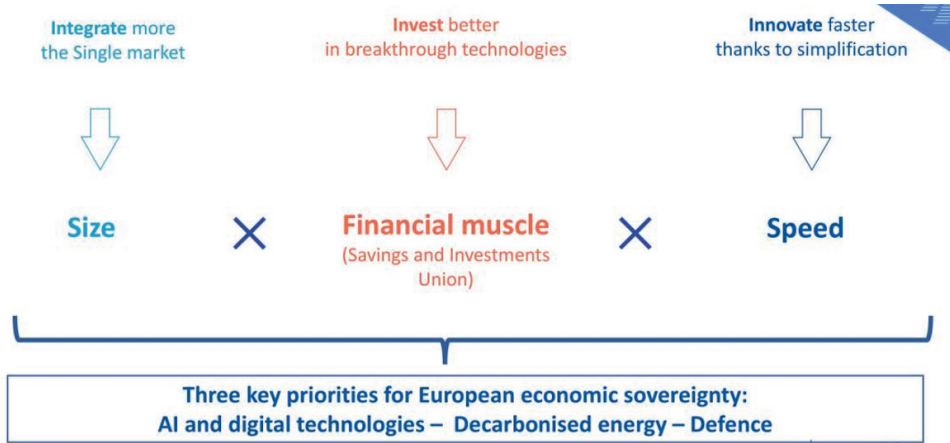 Integrate more
the Single market
Invest better
in breakthrough technologies
Innovate faster
thanks to simplification
Size
×
Financial muscle
(Savings and Investments
Union)
×
Speed
Three key priorities for European economic sovereignty:
AI and digital technologies – Decarbonised energy – Defence